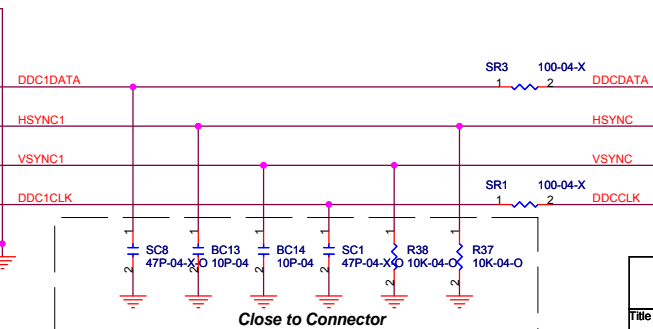 SR3 100-04-X
DDC1DATA 1 2 DDCDATA
HSYNC1 HSYNC
VSYNC1 VSYNC
SR1 100-04-X
DDC1CLK 1 2 DDCCLK
1 1 1 1 1 1
SC8 BC13 BC14 SC1 R38 R37
47P-04-X-O 10P-04 10P-04 47P-04-X-O 10K-04-O 10K-04-O
2 2 2 2 2 2
Close to Connector
Title